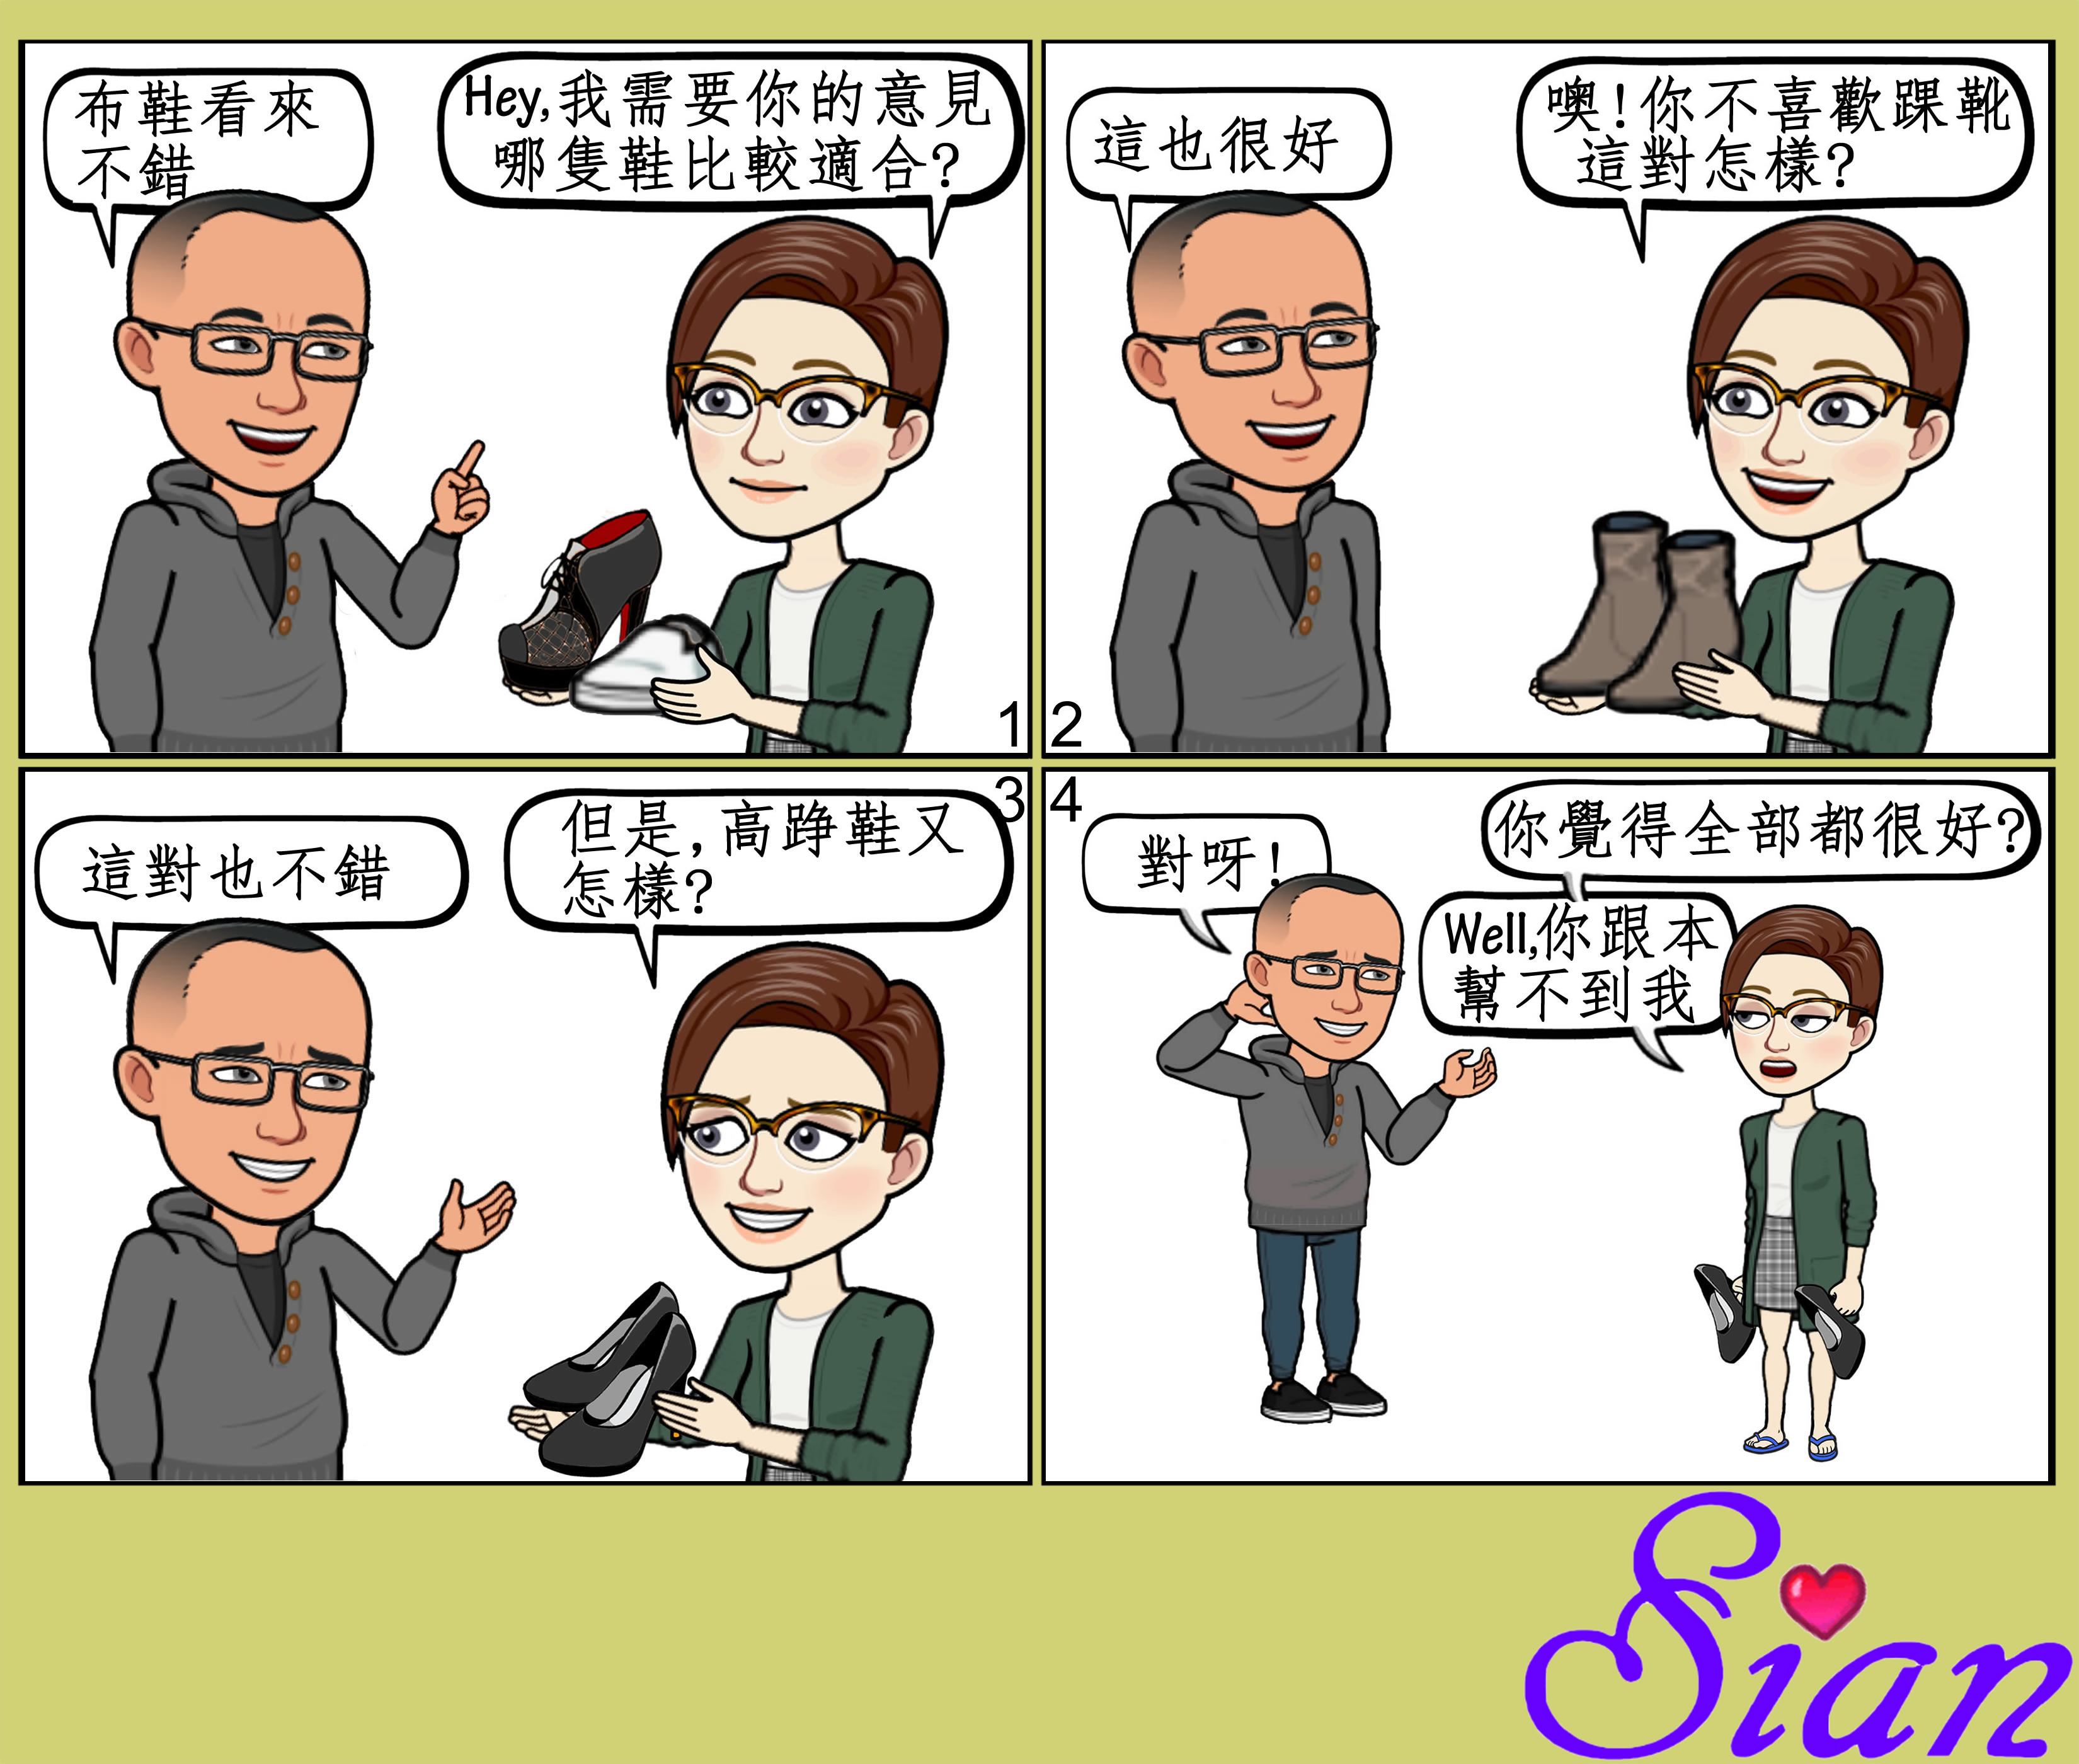 布鞋看來
不錯
Hey,我需要你的意見
哪隻鞋比較適合?
1
2
這也很好
噢!你不喜歡踝靴
這對怎樣?
3
這對也不錯
但是,高踭鞋又
怎樣?
4
對呀!
你覺得全部都很好?
Well,你跟本
幫不到我
Sian